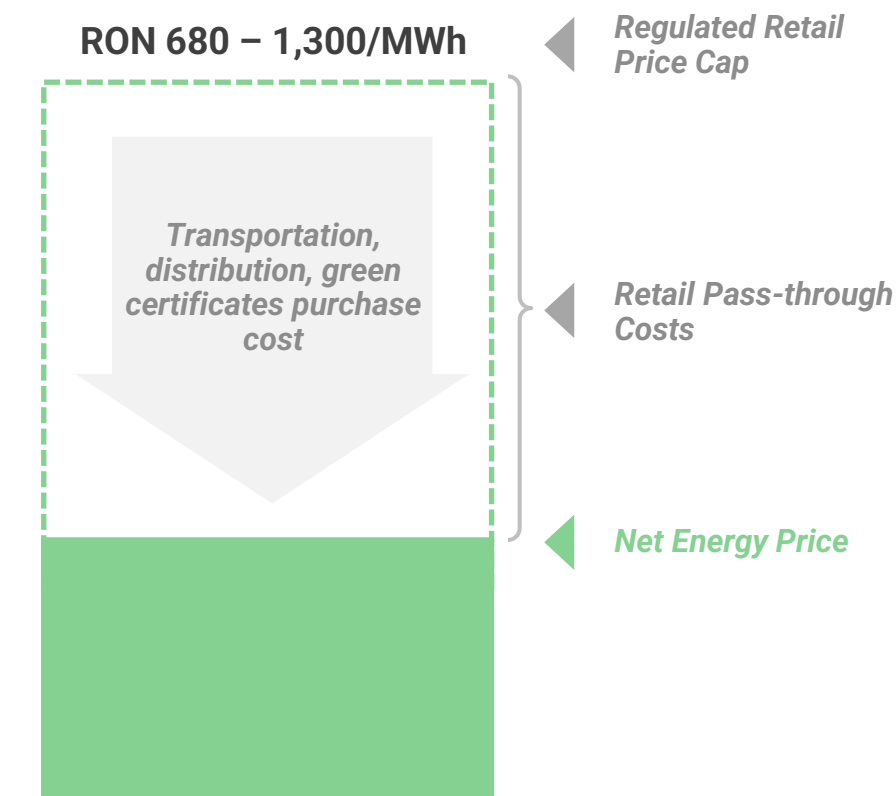 RON 680 – 1,300/MWh
Regulated Retail
Price Cap
Transportation,
distribution, green
certificates purchase
cost
Retail Pass-through
Costs
Net Energy Price